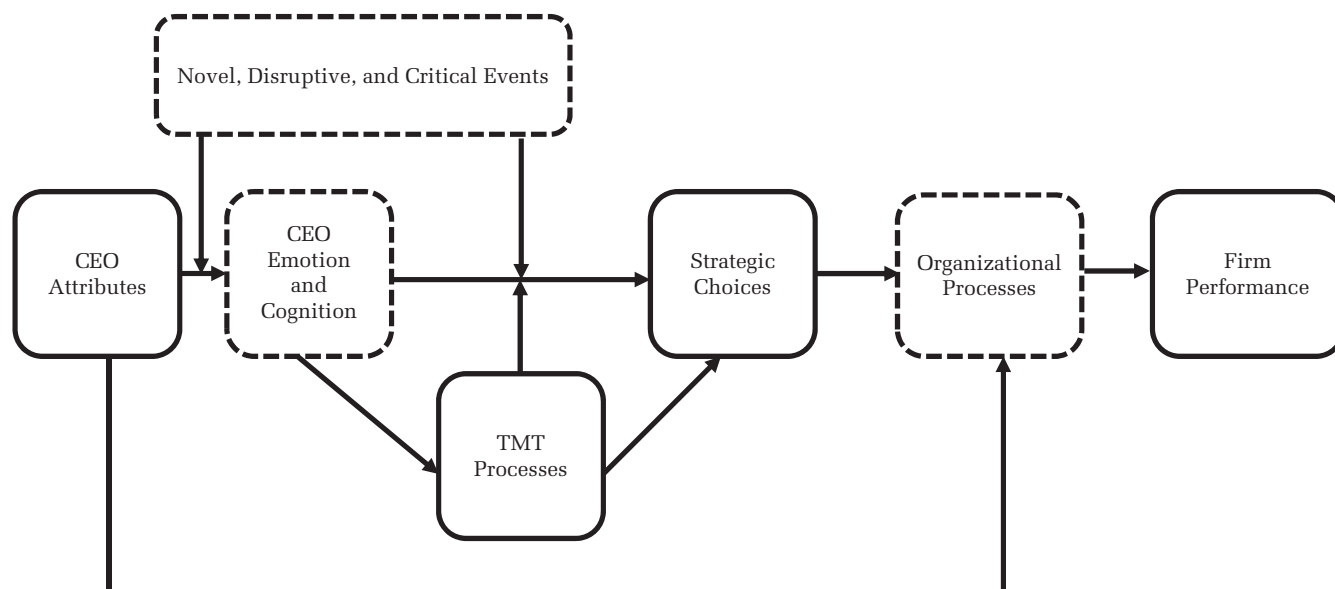 Novel, Disruptive, and Critical Events
CEO
Attributes
CEO
Emotion
and
Cognition
Strategic
Choices
Organizational
Processes
Firm
Performance
TMT
Processes